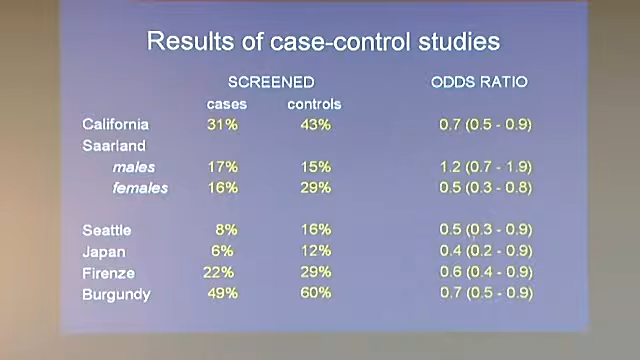 Results of case-control studies
SCREENED ODDS RATIO
cases controls
California 31% 43% 0.7 (0.5 - 0.9)
Saarland
males 17% 15% 1.2 (0.7 - 1.9)
females 16% 29% 0.5 (0.3 - 0.8)
Seattle 8% 16% 0.5 (0.3 - 0.9)
Japan 6% 12% 0.4 (0.2 - 0.9)
Firenze 22% 29% 0.6 (0.4 - 0.9)
Burgundy 49% 60% 0.7 (0.5 - 0.9)